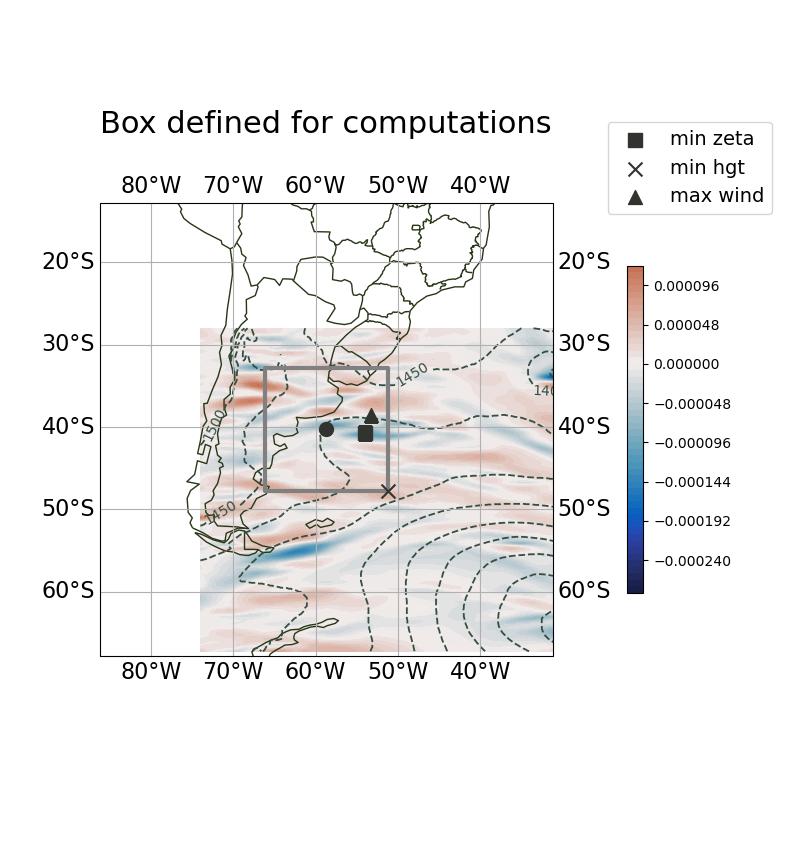 Box defined for computations
min zeta
min hgt
max wind
80°W 70°W 60°W 50°W 40°W
20°S 20°S
30°S 30°S
40°S 40°S
50°S 50°S
60°S 60°S
1450
140
1500
1450
80°W 70°W 60°W 50°W 40°W
0.000096
0.000048
0.000000
−0.000048
−0.000096
−0.000144
−0.000192
−0.000240